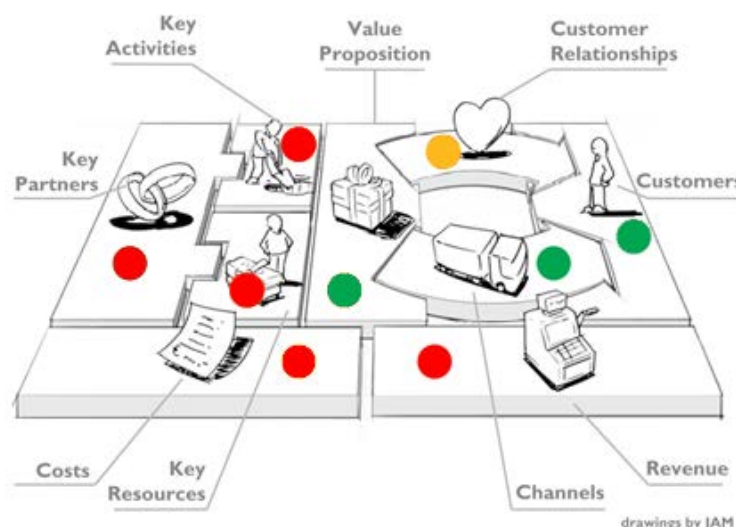 Key
Activities
Value
Proposition
Customer
Relationships
Key
Partners
Customers
Costs
Key
Resources
Channels
Revenue
drawings by JAM